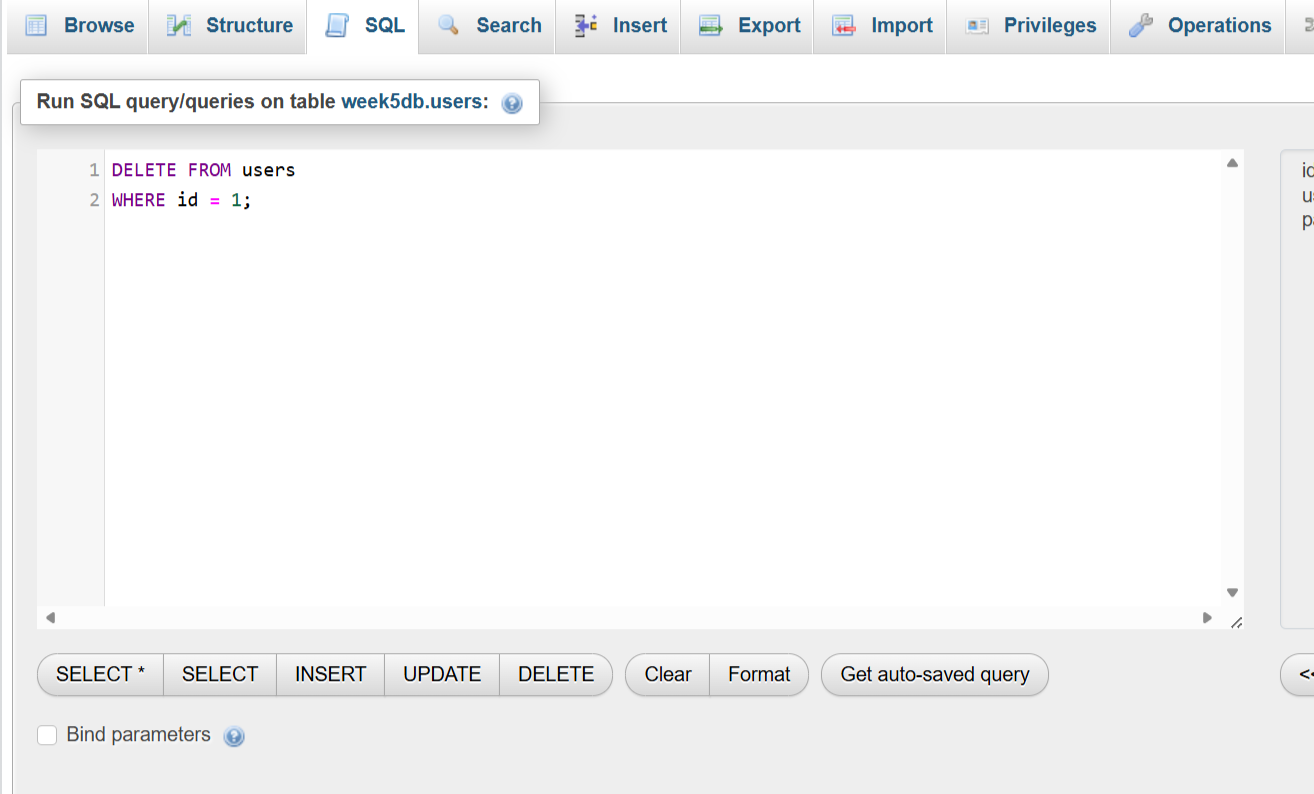 Browse Structure SQL Search Insert Export Import Privileges Operations
Run SQL query/queries on table week5db.users:
1 DELETE FROM users
2 WHERE id = 1;
SELECT * SELECT INSERT UPDATE DELETE Clear Format Get auto-saved query
Bind parameters